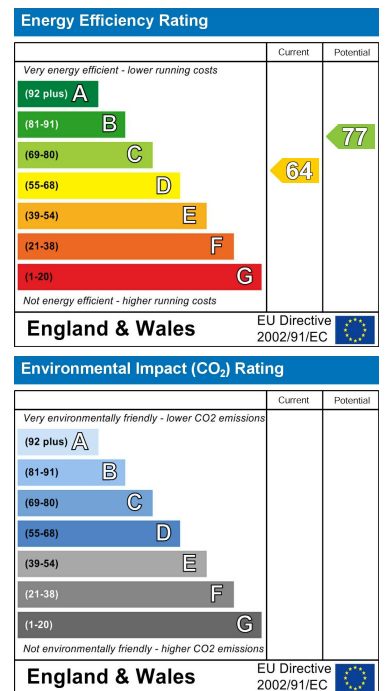 Energy Efficiency Rating
Current Potential
Very energy efficient - lower running costs
(92 plus) A
(81-91) B
77
(69-80) C
64
(55-68) D
(39-54) E
(21-38) F
(1-20) G
Not energy efficient - higher running costs
England & Wales
EU Directive
2002/91/EC
Environmental Impact (CO₂) Rating
Current Potential
Very environmentally friendly - lower CO2 emissions
(92 plus) A
(81-91) B
(69-80) C
(55-68) D
(39-54) E
(21-38) F
(1-20) G
Not environmentally friendly - higher CO2 emissions
England & Wales
EU Directive
2002/91/EC